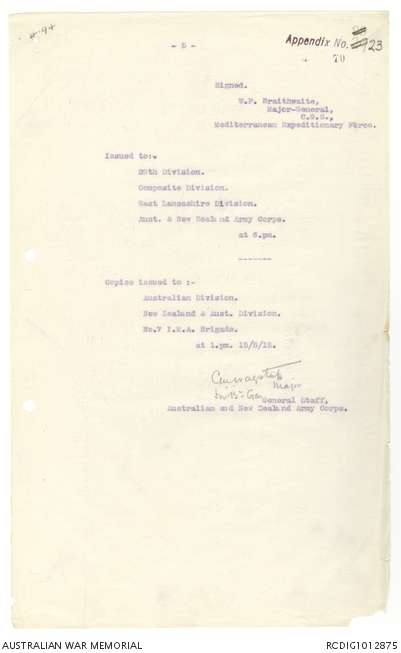 - 5 -
Appendix No. 123
70
Signed.
W.P. Braithwaite,
Major-General,
C.G.S.,
Mediterranean Expeditionary Force.
Issued to:-
29th Division.
Composite Division.
East Lancashire Division.
Aust. & New Zealand Army Corps.
at 6.pm.
-------
Copies issued to :-
Australian Division.
New Zealand & Aust. Division.
No.7 I.M.A. Brigade.
at 1.pm. 12/5/15.
Major
General Staff,
Australian and New Zealand Army Corps.
AUSTRALIAN WAR MEMORIAL
RCDIG1012875